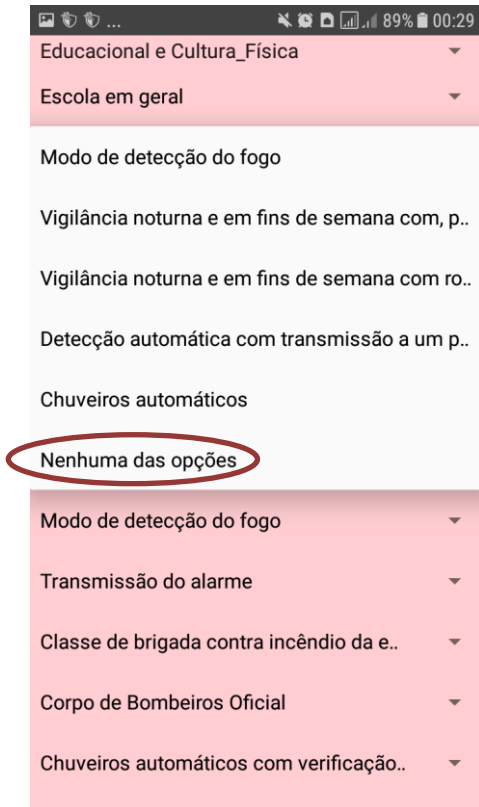 ... 89% 00:29
Educacional e Cultura_Física
Escola em geral
Modo de detecção do fogo
Vigilância noturna e em fins de semana com, p..
Vigilância noturna e em fins de semana com ro..
Detecção automática com transmissão a um p..
Chuveiros automáticos
Nenhuma das opções
Modo de detecção do fogo
Transmissão do alarme
Classe de brigada contra incêndio da e..
Corpo de Bombeiros Oficial
Chuveiros automáticos com verificação..